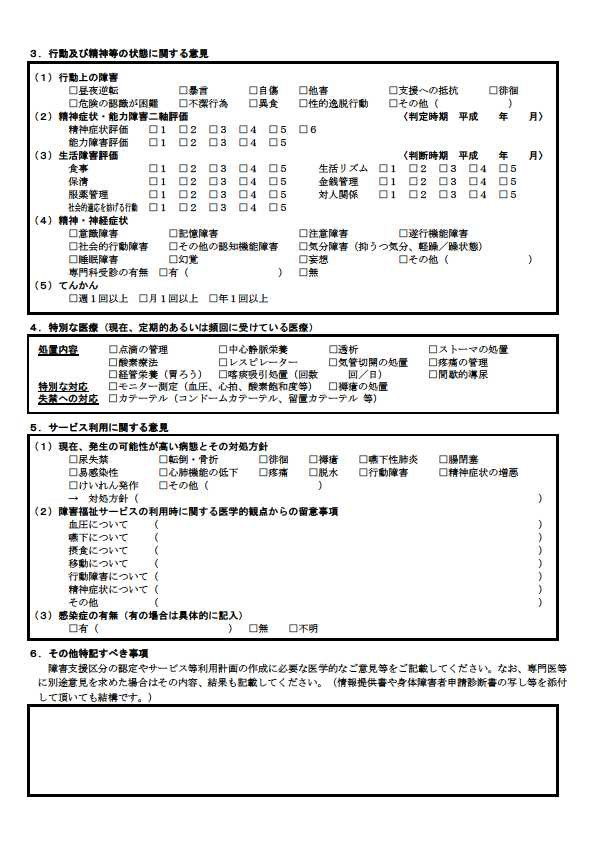 ３．行動及び精神等の状態に関する意見
（１）行動上の障害
□昼夜逆転 □暴言 □自傷 □他害 □支援への抵抗 □徘徊
□危険の認識が困難 □不潔行為 □異食 □性的逸脱行動 □その他（ ）
（２）精神症状・能力障害二軸評価 〈判定時期 平成 年 月〉
精神症状評価 □１ □２ □３ □４ □５ □６
能力障害評価 □１ □２ □３ □４ □５
（３）生活障害評価 〈判断時期 平成 年 月〉
食事 □１ □２ □３ □４ □５ 生活リズム □１ □２ □３ □４ □５
保清 □１ □２ □３ □４ □５ 金銭管理 □１ □２ □３ □４ □５
服薬管理 □１ □２ □３ □４ □５ 対人関係 □１ □２ □３ □４ □５
社会的適応を妨げる行動 □１ □２ □３ □４ □５
（４）精神・神経症状
□意識障害 □記憶障害 □注意障害 □遂行機能障害
□社会的行動障害 □その他の認知機能障害 □気分障害（抑うつ気分、軽躁／躁状態）
□睡眠障害 □幻覚 □妄想 □その他（ ）
専門科受診の有無 □有（ ） □無
（５）てんかん
□週１回以上 □月１回以上 □年１回以上
４．特別な医療（現在、定期的あるいは頻回に受けている医療）
処置内容 □点滴の管理 □中心静脈栄養 □透析 □ストーマの処置
□酸素療法 □レスピレーター □気管切開の処置 □疼痛の管理
□経管栄養（胃ろう） □喀痰吸引処置（回数 回／日） □間歇的導尿
特別な対応 □モニター測定（血圧、心拍、酸素飽和度等） □褥瘡の処置
失禁への対応 □カテーテル（コンドームカテーテル、留置カテーテル 等）
５．サービス利用に関する意見
（１）現在、発生の可能性が高い病態とその対処方針
□尿失禁 □転倒・骨折 □徘徊 □褥瘡 □嚥下性肺炎 □腸閉塞
□易感染性 □心肺機能の低下 □疼痛 □脱水 □行動障害 □精神症状の増悪
□けいれん発作 □その他（ ）
→ 対処方針（ ）
（２）障害福祉サービスの利用時に関する医学的観点からの留意事項
血圧について （ ）
嚥下について （ ）
摂食について （ ）
移動について （ ）
行動障害について（ ）
精神症状について（ ）
その他 （ ）
（３）感染症の有無（有の場合は具体的に記入）
□有（ ） □無 □不明
６．その他特記すべき事項
障害支援区分の認定やサービス等利用計画の作成に必要な医学的なご意見等をご記載してください。なお、専門医等
に別途意見を求めた場合はその内容、結果も記載してください。（情報提供書や身体障害者申請診断書の写し等を添付
して頂いても結構です。）